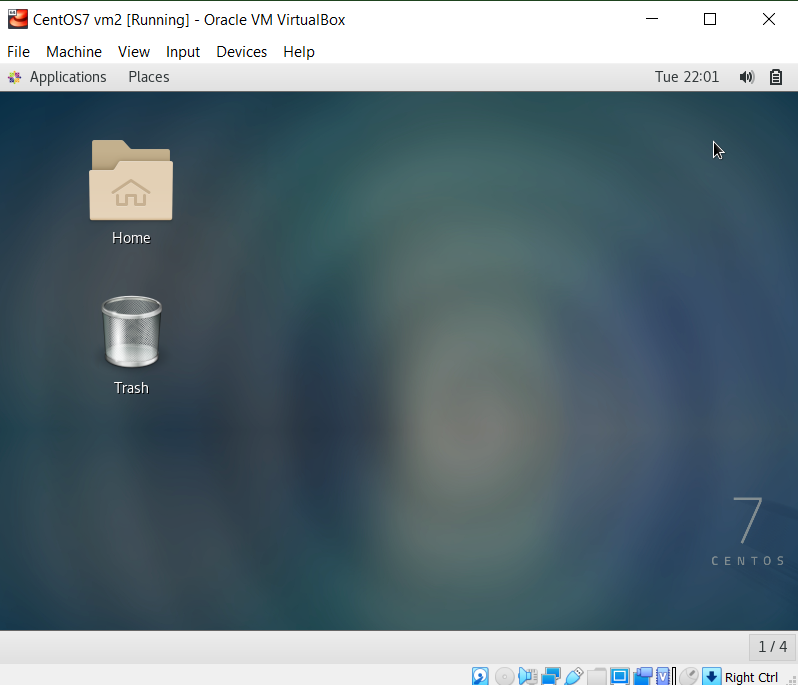 CentOS7 vm2 [Running] - Oracle VM VirtualBox
File Machine View Input Devices Help
Applications Places Tue 22:01
Home
Trash
7
CENTOS
1 / 4
Right Ctrl